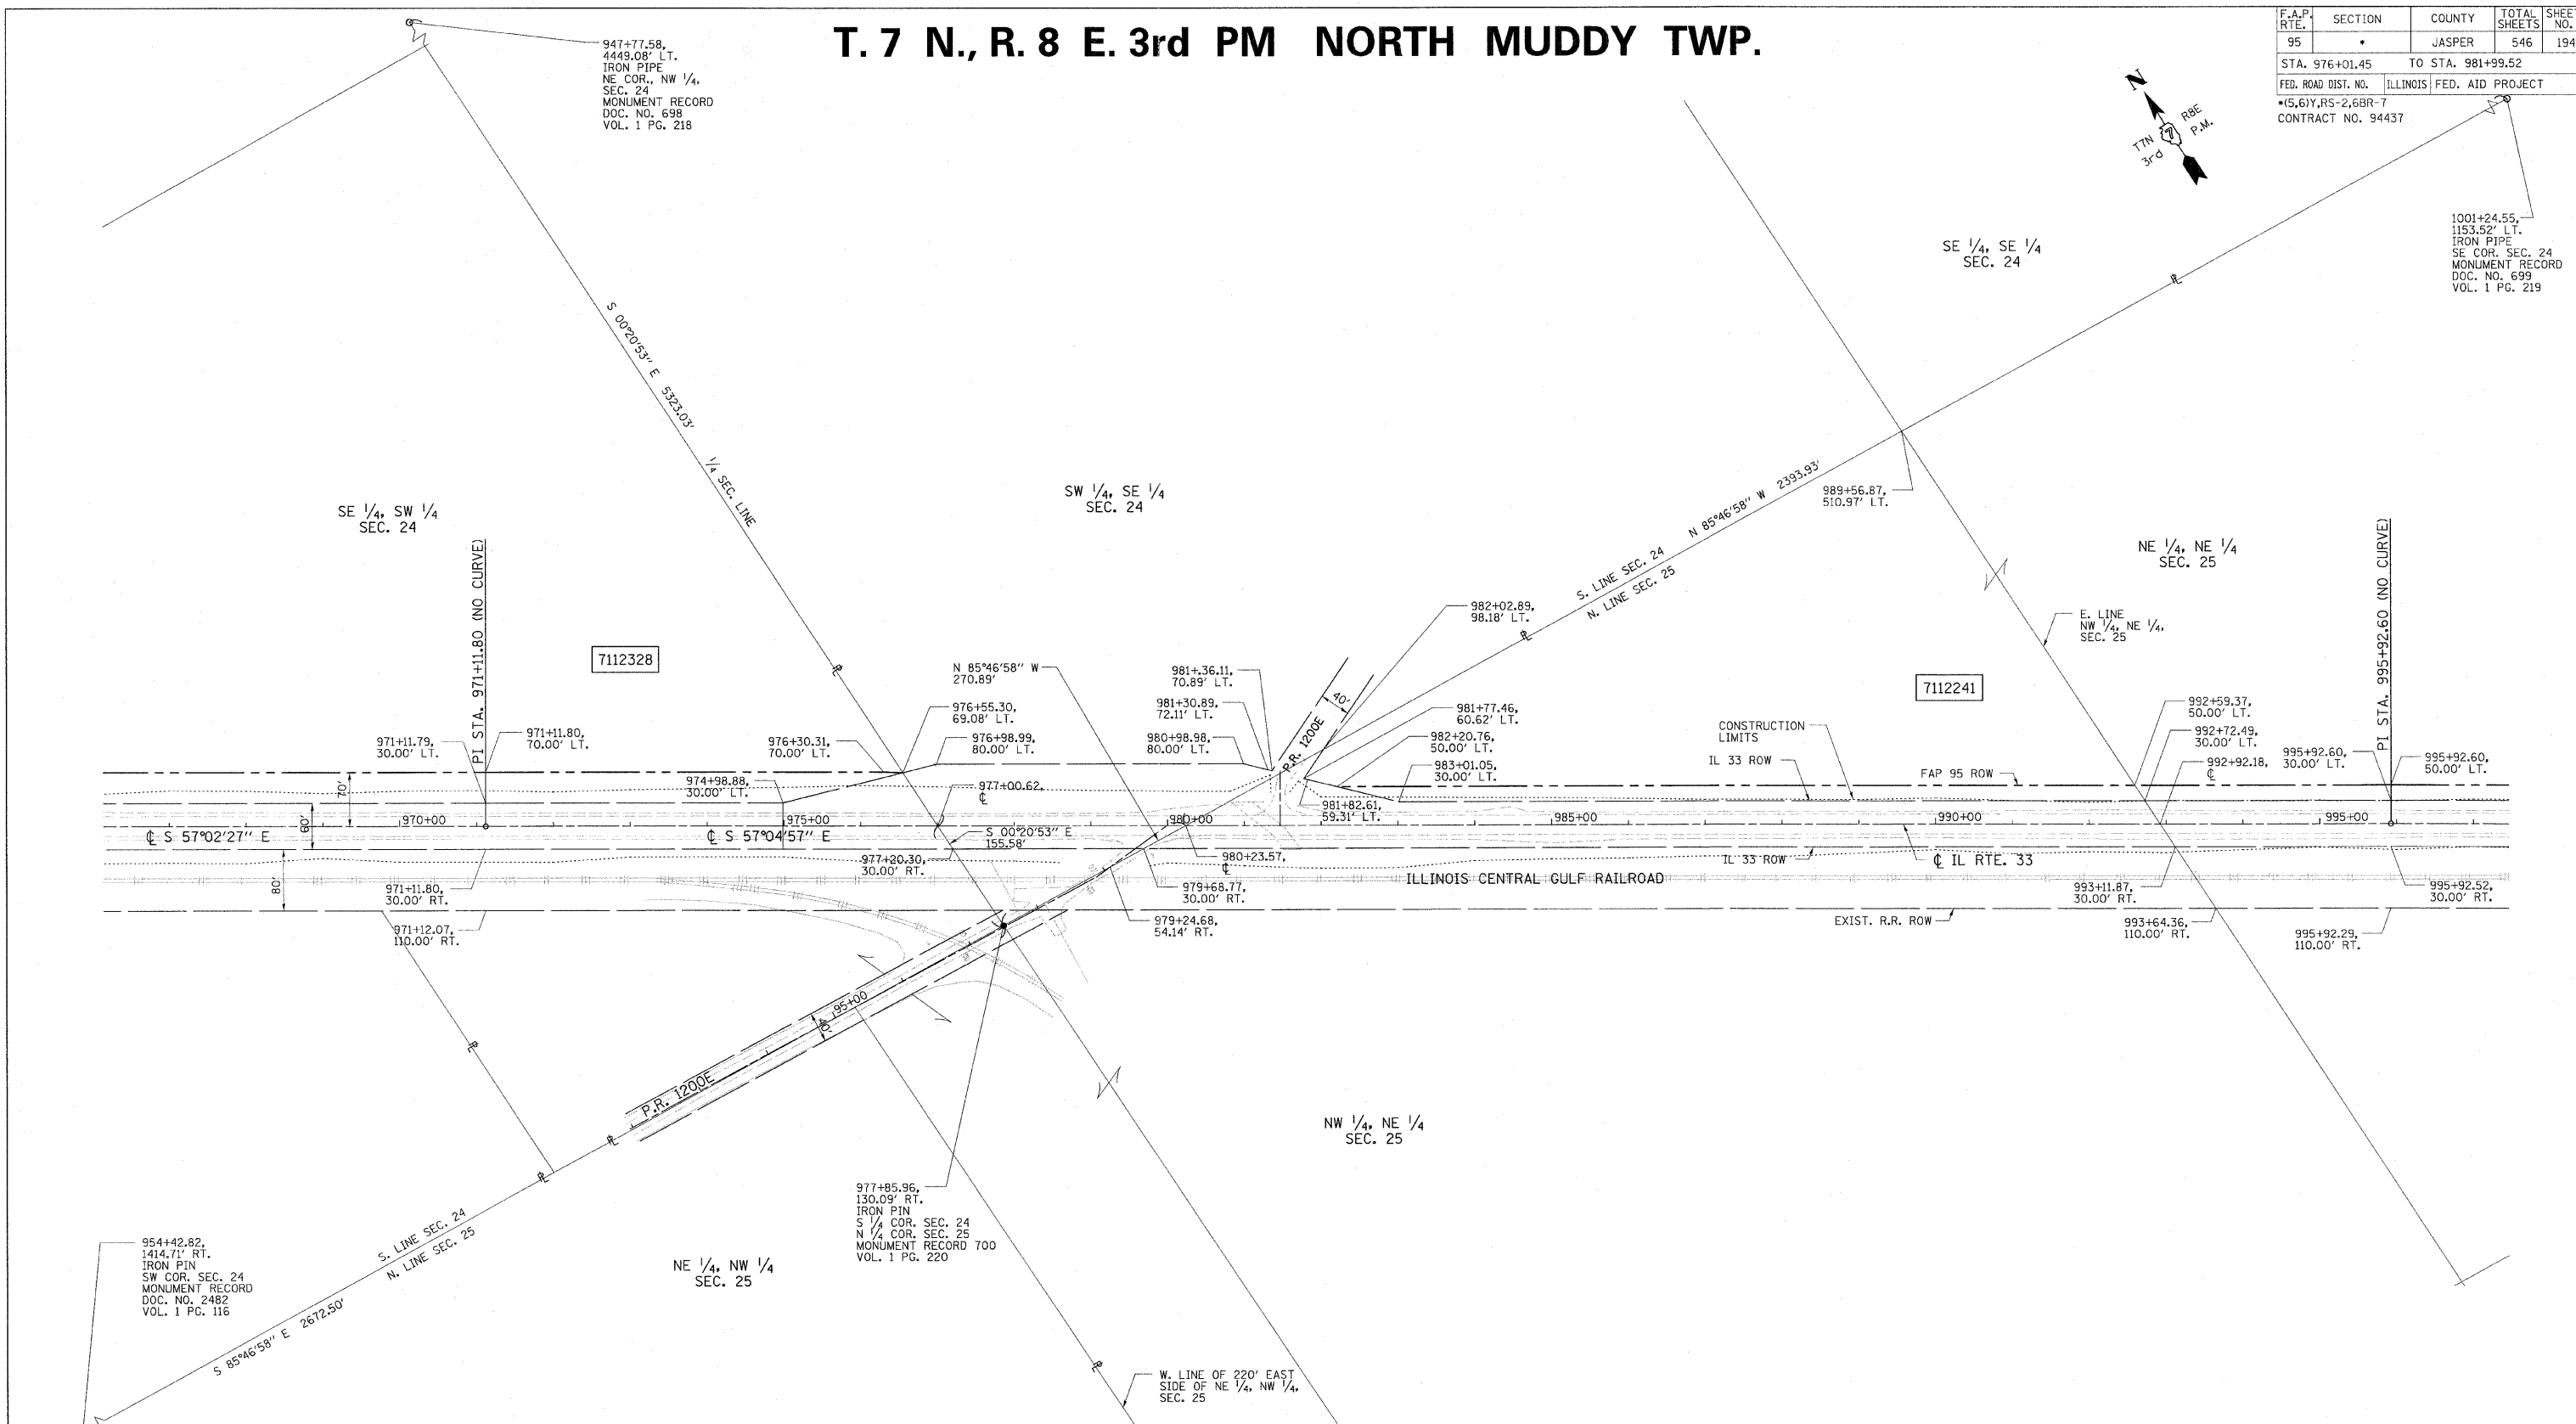 T. 7 N., R. 8 E. 3rd PM NORTH MUDDY TWP.
F.A.P. RTE. SECTION COUNTY TOTAL SHEETS SHEET NO.
95 * JASPER 546 194
STA. 976+01.45 TO STA. 981+99.52
FED. ROAD DIST. NO. ILLINOIS FED. AID PROJECT
*(5,6)Y,RS-2,6BR-7
CONTRACT NO. 94437
947+77.58,
4449.08' LT.
IRON PIPE
NE COR., NW 1/4,
SEC. 24
MONUMENT RECORD
DOC. NO. 698
VOL. 1 PG. 218
N
T7N R8E
3rd P.M.
7
1001+24.55,
1153.52' LT.
IRON PIPE
SE COR. SEC. 24
MONUMENT RECORD
DOC. NO. 699
VOL. 1 PG. 219
SE 1/4, SE 1/4
SEC. 24
S 00°20'53" E 5323.03'
1/4 SEC. LINE
SE 1/4, SW 1/4
SEC. 24
SW 1/4, SE 1/4
SEC. 24
N 85°46'58" W 2393.93'
S. LINE SEC. 24
N. LINE SEC. 25
989+56.87,
510.97' LT.
NE 1/4, NE 1/4
SEC. 25
E. LINE
NW 1/4, NE 1/4,
SEC. 25
PI STA. 971+11.80 (NO CURVE)
PI STA. 995+92.60 (NO CURVE)
7112328
7112241
971+11.79,
30.00' LT.
971+11.80,
70.00' LT.
976+30.31,
70.00' LT.
974+98.88,
30.00' LT.
N 85°46'58" W
270.89'
976+55.30,
69.08' LT.
976+98.99,
80.00' LT.
977+00.62,
℄
981+.36.11,
70.89' LT.
981+30.89,
72.11' LT.
980+98.98,
80.00' LT.
982+02.89,
98.18' LT.
40'
P.R. 1200E
981+77.46,
60.62' LT.
982+20.76,
50.00' LT.
983+01.05,
30.00' LT.
981+82.61,
59.31' LT.
CONSTRUCTION
LIMITS
IL 33 ROW
FAP 95 ROW
992+59.37,
50.00' LT.
992+72.49,
30.00' LT.
992+92.18,
℄
995+92.60,
30.00' LT.
995+92.60,
50.00' LT.
70'
60'
80'
970+00
975+00
980+00
985+00
990+00
995+00
℄ S 57°02'27" E
℄ S 57°04'57" E
S 00°20'53" E
155.58'
977+20.30,
30.00' RT.
980+23.57,
℄
979+68.77,
30.00' RT.
979+24.68,
54.14' RT.
IL 33 ROW
℄ IL RTE. 33
ILLINOIS CENTRAL GULF RAILROAD
EXIST. R.R. ROW
971+11.80,
30.00' RT.
971+12.07,
110.00' RT.
993+11.87,
30.00' RT.
993+64.36,
110.00' RT.
995+92.52,
30.00' RT.
995+92.29,
110.00' RT.
95+00
40'
P.R. 1200E
977+85.96,
130.09' RT.
IRON PIN
S 1/4 COR. SEC. 24
N 1/4 COR. SEC. 25
MONUMENT RECORD 700
VOL. 1 PG. 220
NW 1/4, NE 1/4
SEC. 25
NE 1/4, NW 1/4
SEC. 25
954+42.82,
1414.71' RT.
IRON PIN
SW COR. SEC. 24
MONUMENT RECORD
DOC. NO. 2482
VOL. 1 PG. 116
S. LINE SEC. 24
N. LINE SEC. 25
S 85°46'58" E 2672.50'
W. LINE OF 220' EAST
SIDE OF NE 1/4, NW 1/4,
SEC. 25